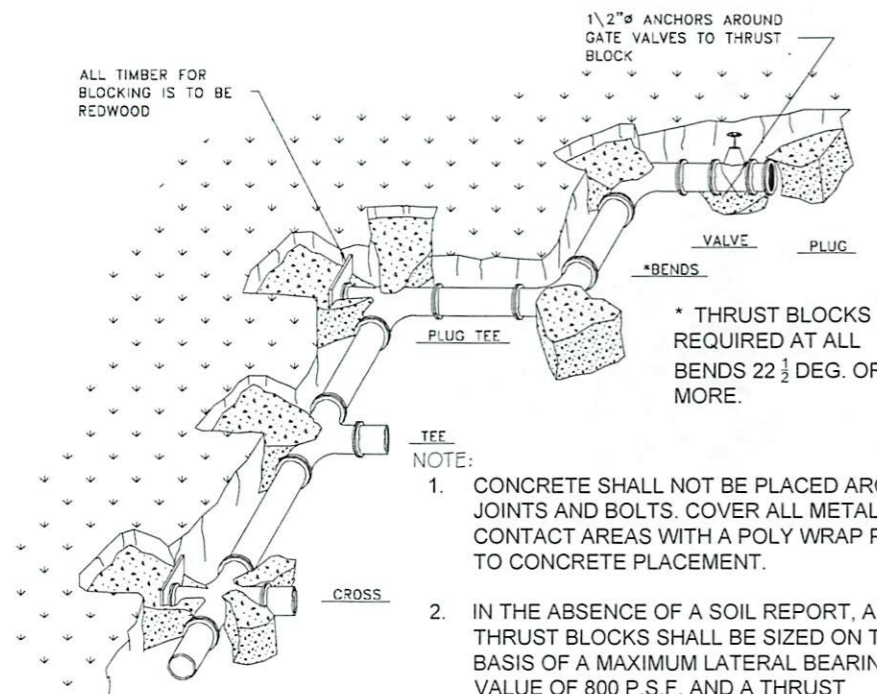 1\2"ø ANCHORS AROUND
GATE VALVES TO THRUST
BLOCK
ALL TIMBER FOR
BLOCKING IS TO BE
REDWOOD
VALVE
PLUG
*BENDS
* THRUST BLOCKS
REQUIRED AT ALL
BENDS 22 1/2 DEG. OR
MORE.
PLUG TEE
TEE
NOTE:
1. CONCRETE SHALL NOT BE PLACED
JOINTS AND BOLTS. COVER ALL METAL
CONTACT AREAS WITH A POLY WRAP
TO CONCRETE PLACEMENT.
CROSS
2. IN THE ABSENCE OF A SOIL REPORT,
THRUST BLOCKS SHALL BE SIZED ON
BASIS OF A MAXIMUM LATERAL
VALUE OF 800 P.S.F. AND A THRUST